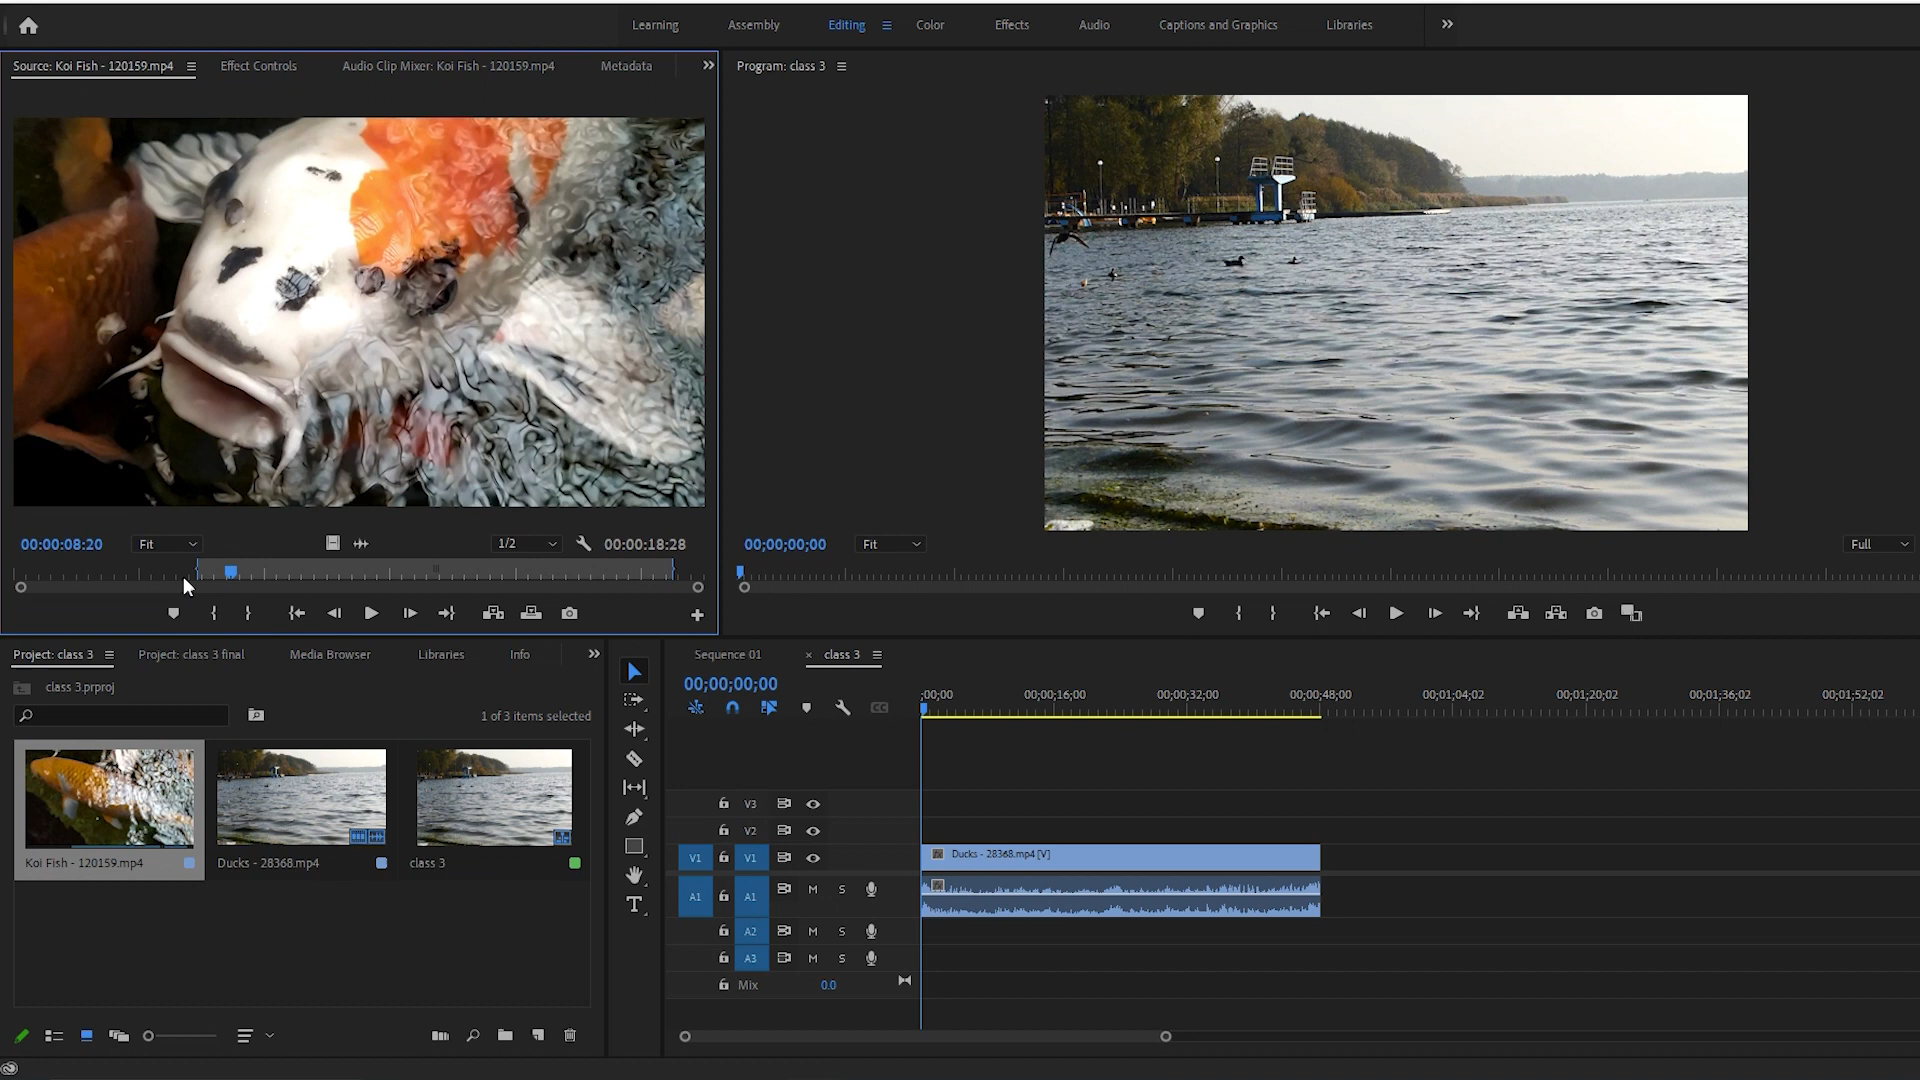 Learning Assembly Editing Color Effects Audio Captions and Graphics Libraries
Source: Koi Fish - 120159.mp4 Effect Controls Audio Clip Mixer: Koi Fish - 120159.mp4 Metadata
Program: class 3
00:00:08:20 Fit 1/2 00:00:18:28
00;00;00;00 Fit Full
Project: class 3 Project: class 3 final Media Browser Libraries Info
class 3.prproj
1 of 3 items selected
Koi Fish - 120159.mp4 Ducks - 28368.mp4 class 3
Sequence 01 × class 3
00;00;00;00
;00;00 00;00;16;00 00;00;32;00 00;00;48;00 00;01;04;02 00;01;20;02 00;01;36;02 00;01;52;02
V3
V2
V1 V1 Ducks - 28368.mp4 [V]
A1 A1 M S
A2 M S
A3 M S
Mix 0.0